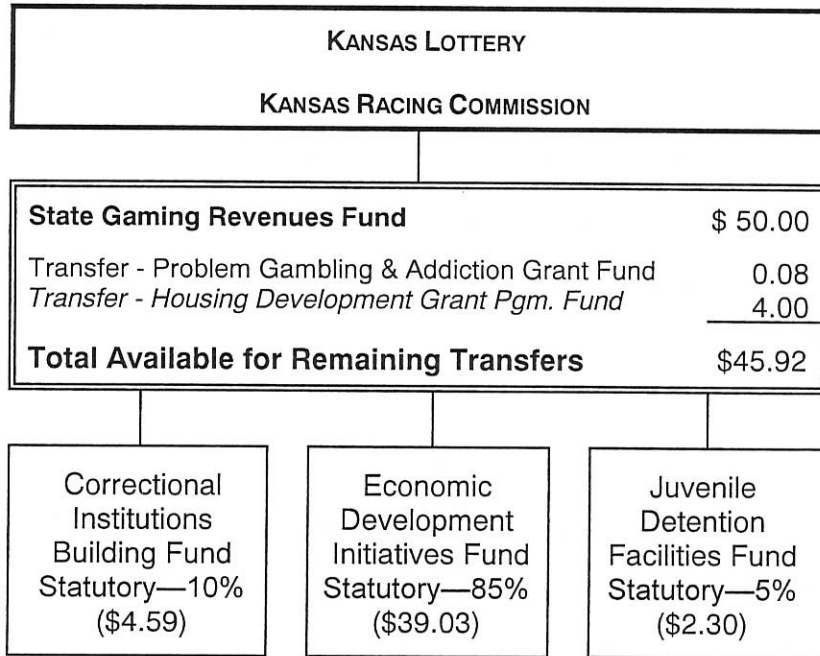 KANSAS LOTTERY
KANSAS RACING COMMISSION
State Gaming Revenues Fund $ 50.00
Transfer - Problem Gambling & Addiction Grant Fund 0.08
Transfer - Housing Development Grant Pgm. Fund 4.00
Total Available for Remaining Transfers $45.92
Correctional
Institutions
Building Fund
Statutory—10%
($4.59)
Economic
Development
Initiatives Fund
Statutory—85%
($39.03)
Juvenile
Detention
Facilities Fund
Statutory—5%
($2.30)